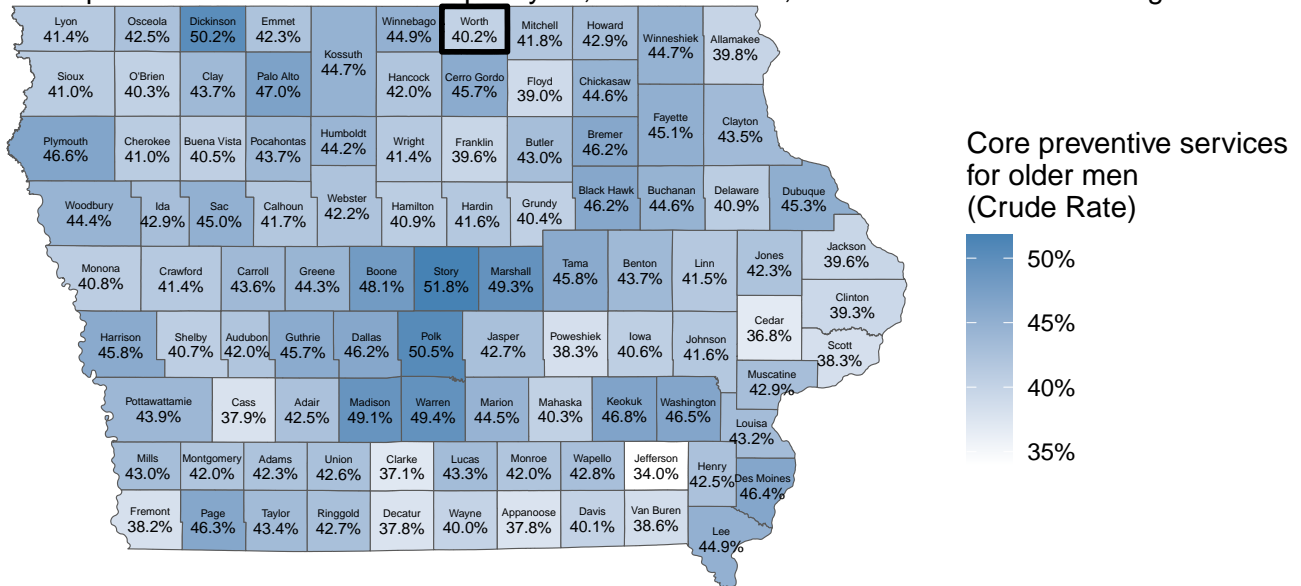 Lyon
41.4%
Osceola
42.5%
Dickinson
50.2%
Emmet
42.3%
Kossuth
44.7%
Winnebago
44.9%
Worth
40.2%
Mitchell
41.8%
Howard
42.9%
Winneshiek
44.7%
Allamakee
39.8%
Sioux
41.0%
O'Brien
40.3%
Clay
43.7%
Palo Alto
47.0%
Hancock
42.0%
Cerro Gordo
45.7%
Floyd
39.0%
Chickasaw
44.6%
Fayette
45.1%
Clayton
43.5%
Plymouth
46.6%
Cherokee
41.0%
Buena Vista
40.5%
Pocahontas
43.7%
Humboldt
44.2%
Wright
41.4%
Franklin
39.6%
Butler
43.0%
Bremer
46.2%
Woodbury
44.4%
Ida
42.9%
Sac
45.0%
Calhoun
41.7%
Webster
42.2%
Hamilton
40.9%
Hardin
41.6%
Grundy
40.4%
Black Hawk
46.2%
Buchanan
44.6%
Delaware
40.9%
Dubuque
45.3%
Monona
40.8%
Crawford
41.4%
Carroll
43.6%
Greene
44.3%
Boone
48.1%
Story
51.8%
Marshall
49.3%
Tama
45.8%
Benton
43.7%
Linn
41.5%
Jones
42.3%
Jackson
39.6%
Clinton
39.3%
Harrison
45.8%
Shelby
40.7%
Audubon
42.0%
Guthrie
45.7%
Dallas
46.2%
Polk
50.5%
Jasper
42.7%
Poweshiek
38.3%
Iowa
40.6%
Johnson
41.6%
Cedar
36.8%
Scott
38.3%
Muscatine
42.9%
Pottawattamie
43.9%
Cass
37.9%
Adair
42.5%
Madison
49.1%
Warren
49.4%
Marion
44.5%
Mahaska
40.3%
Keokuk
46.8%
Washington
46.5%
Louisa
43.2%
Mills
43.0%
Montgomery
42.0%
Adams
42.3%
Union
42.6%
Clarke
37.1%
Lucas
43.3%
Monroe
42.0%
Wapello
42.8%
Jefferson
34.0%
Henry
42.5%
Des Moines
46.4%
Fremont
38.2%
Page
46.3%
Taylor
43.4%
Ringgold
42.7%
Decatur
37.8%
Wayne
40.0%
Appanoose
37.8%
Davis
40.1%
Van Buren
38.6%
Lee
44.9%
Core preventive services
for older men
(Crude Rate)
50%
45%
40%
35%